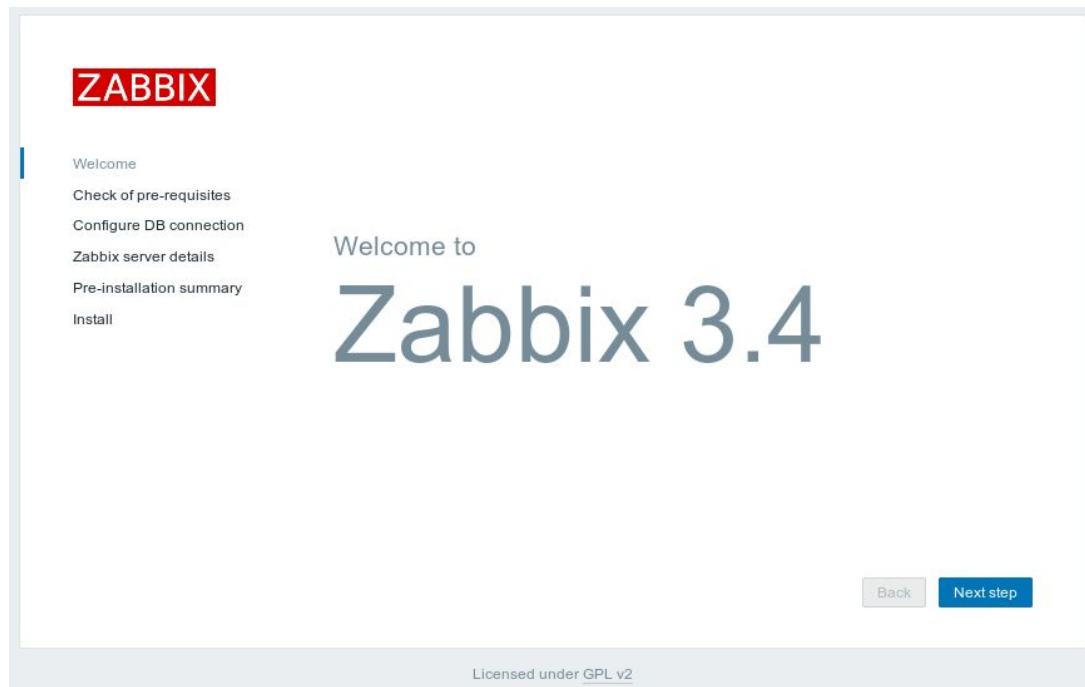 ZABBIX
Welcome
Check of pre-requisites
Configure DB connection
Zabbix server details
Pre-installation summary
Install
Welcome to
Zabbix 3.4
Back
Next step
Licensed under GPL v2